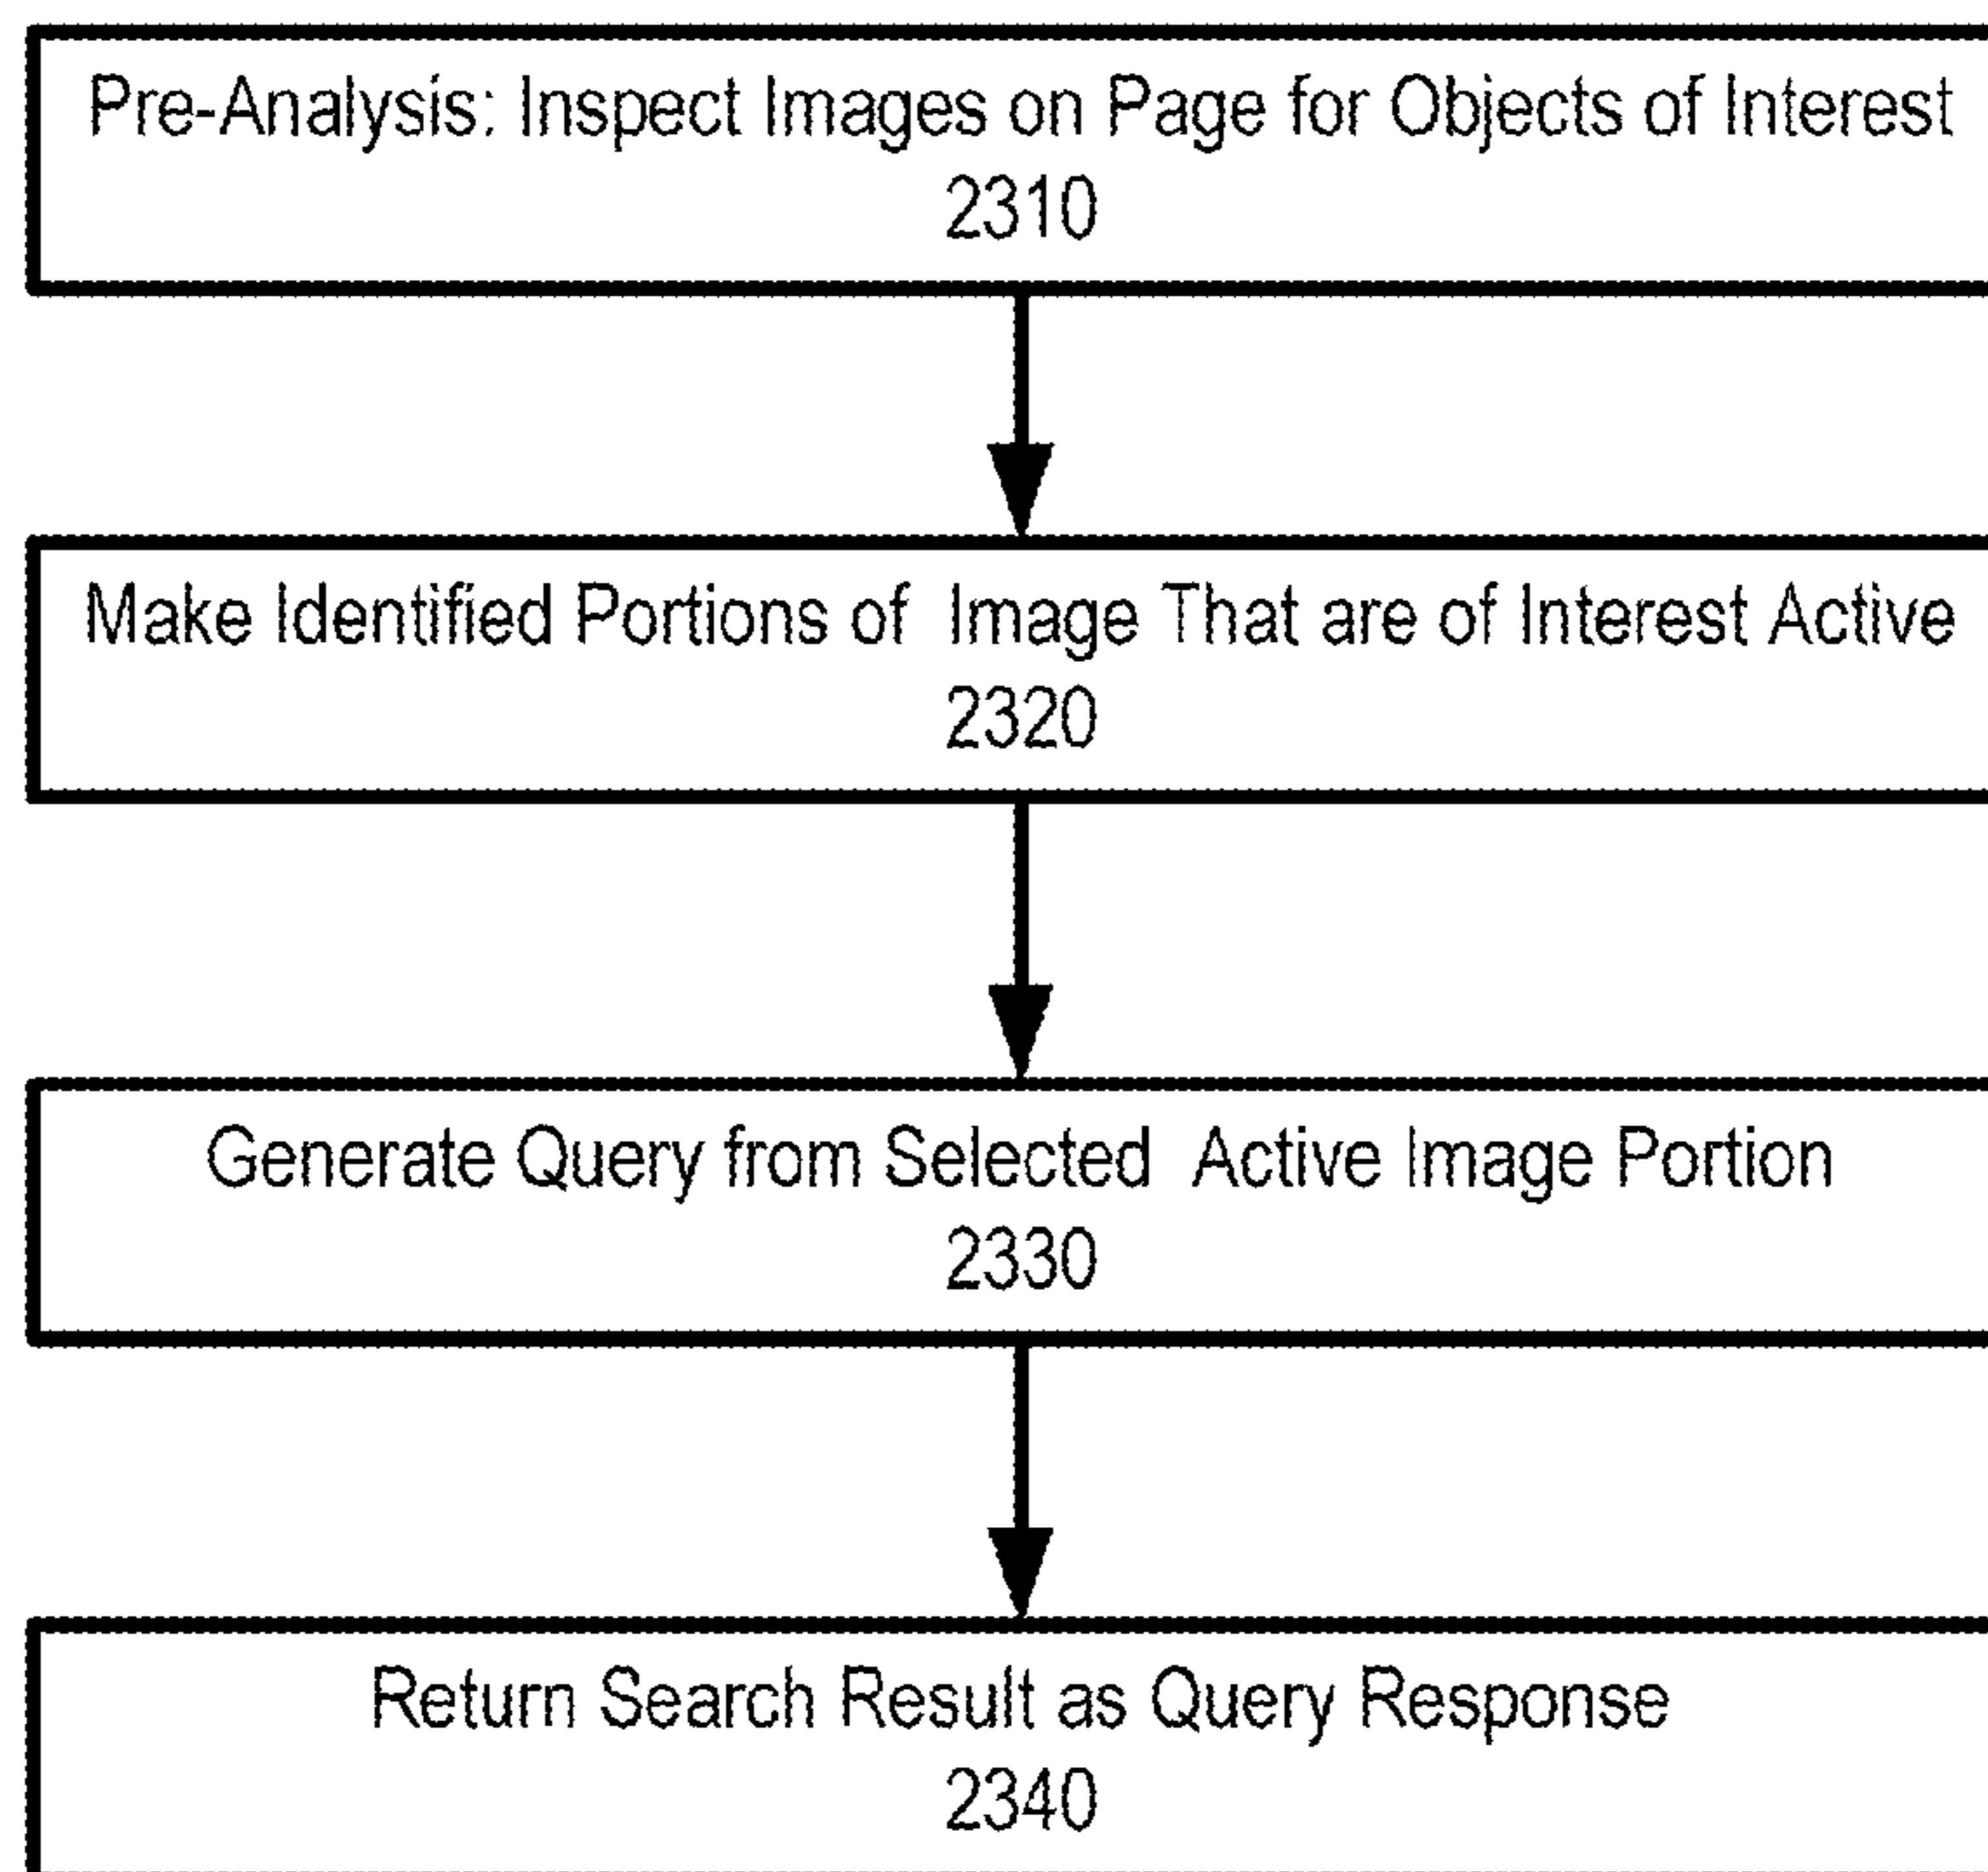 Pre-Analysis: Inspect Images on Page for Objects of Interest
2310
Make Identified Portions of Image That are of Interest Active
2320
Generate Query from Selected Active Image Portion
2330
Return Search Result as Query Response
2340